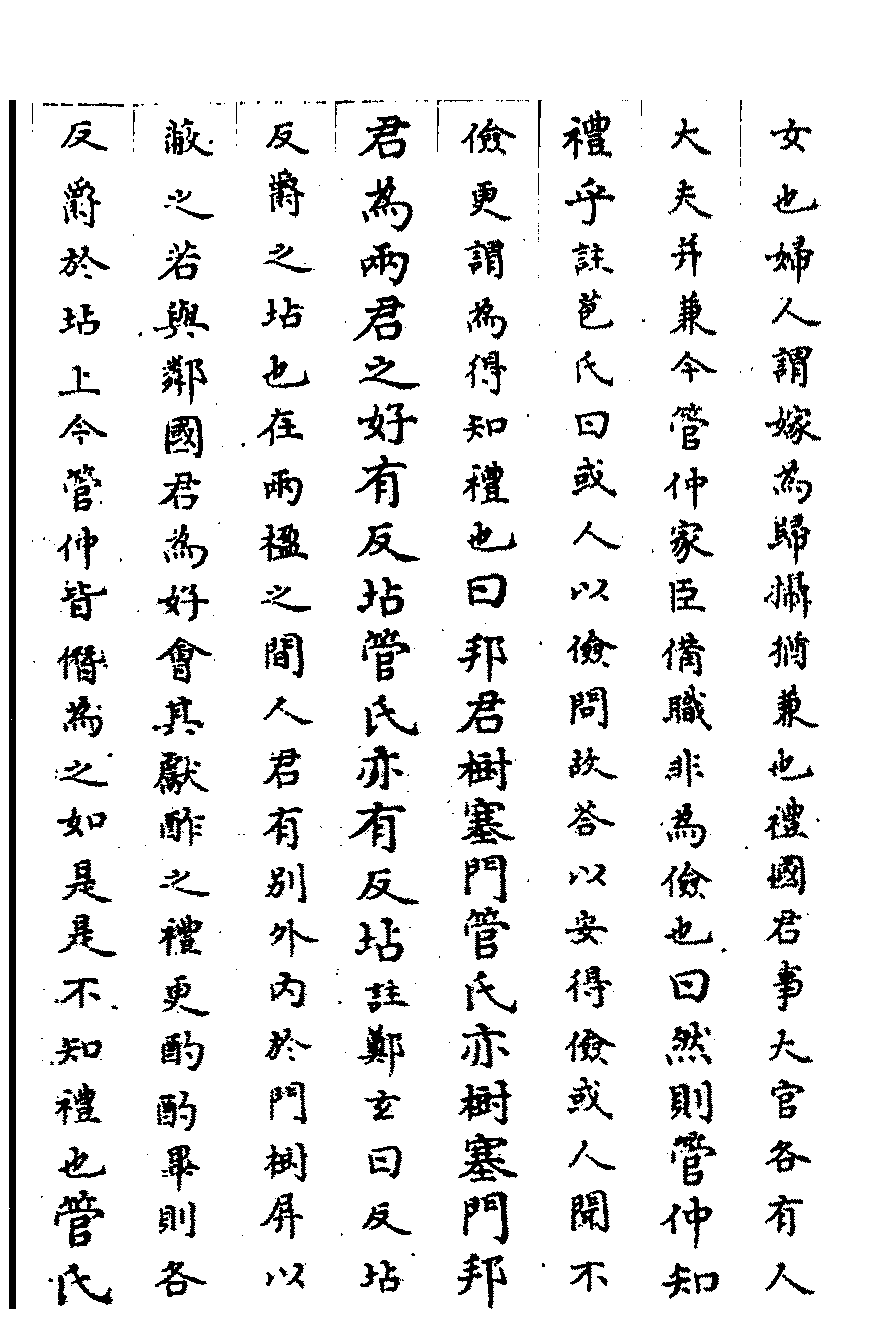 女也婦人謂嫁為歸攝猶兼也禮國君事大官各有人
大夫并兼今管仲家臣備職非為儉也曰然則管仲知
禮乎註苞氏曰或人以儉問故答以安得儉或人聞不
儉更謂為得知禮也曰邦君樹塞門管氏亦樹塞門邦
君為兩君之好有反坫管氏亦有反坫註鄭玄曰反坫
反爵之坫也在兩楹之間人君有別外內於門樹屏以
蔽之若與鄰國君為好會其獻酢之禮更酌酌畢則各
反爵於坫上今管仲皆僭為之如是是不知禮也管氏